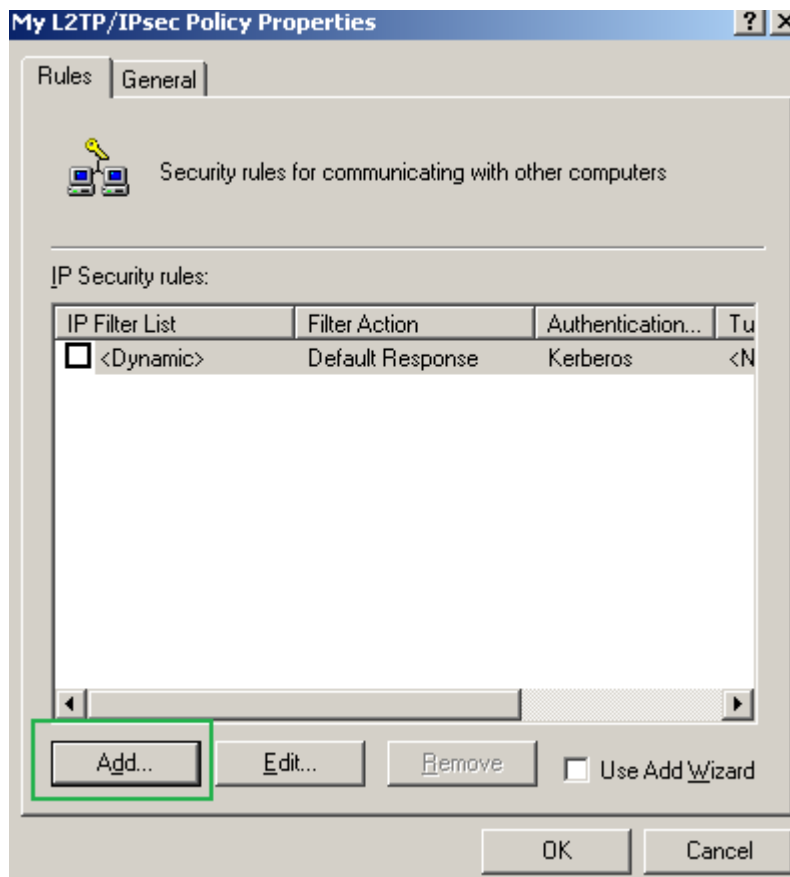 My L2TP/IPsec Policy Properties
Rules General
Security rules for communicating with other computers
IP Security rules:
IP Filter List Filter Action Authentication... Tu
<Dynamic> Default Response Kerberos <N
Add... Edit... Remove Use Add Wizard
OK Cancel